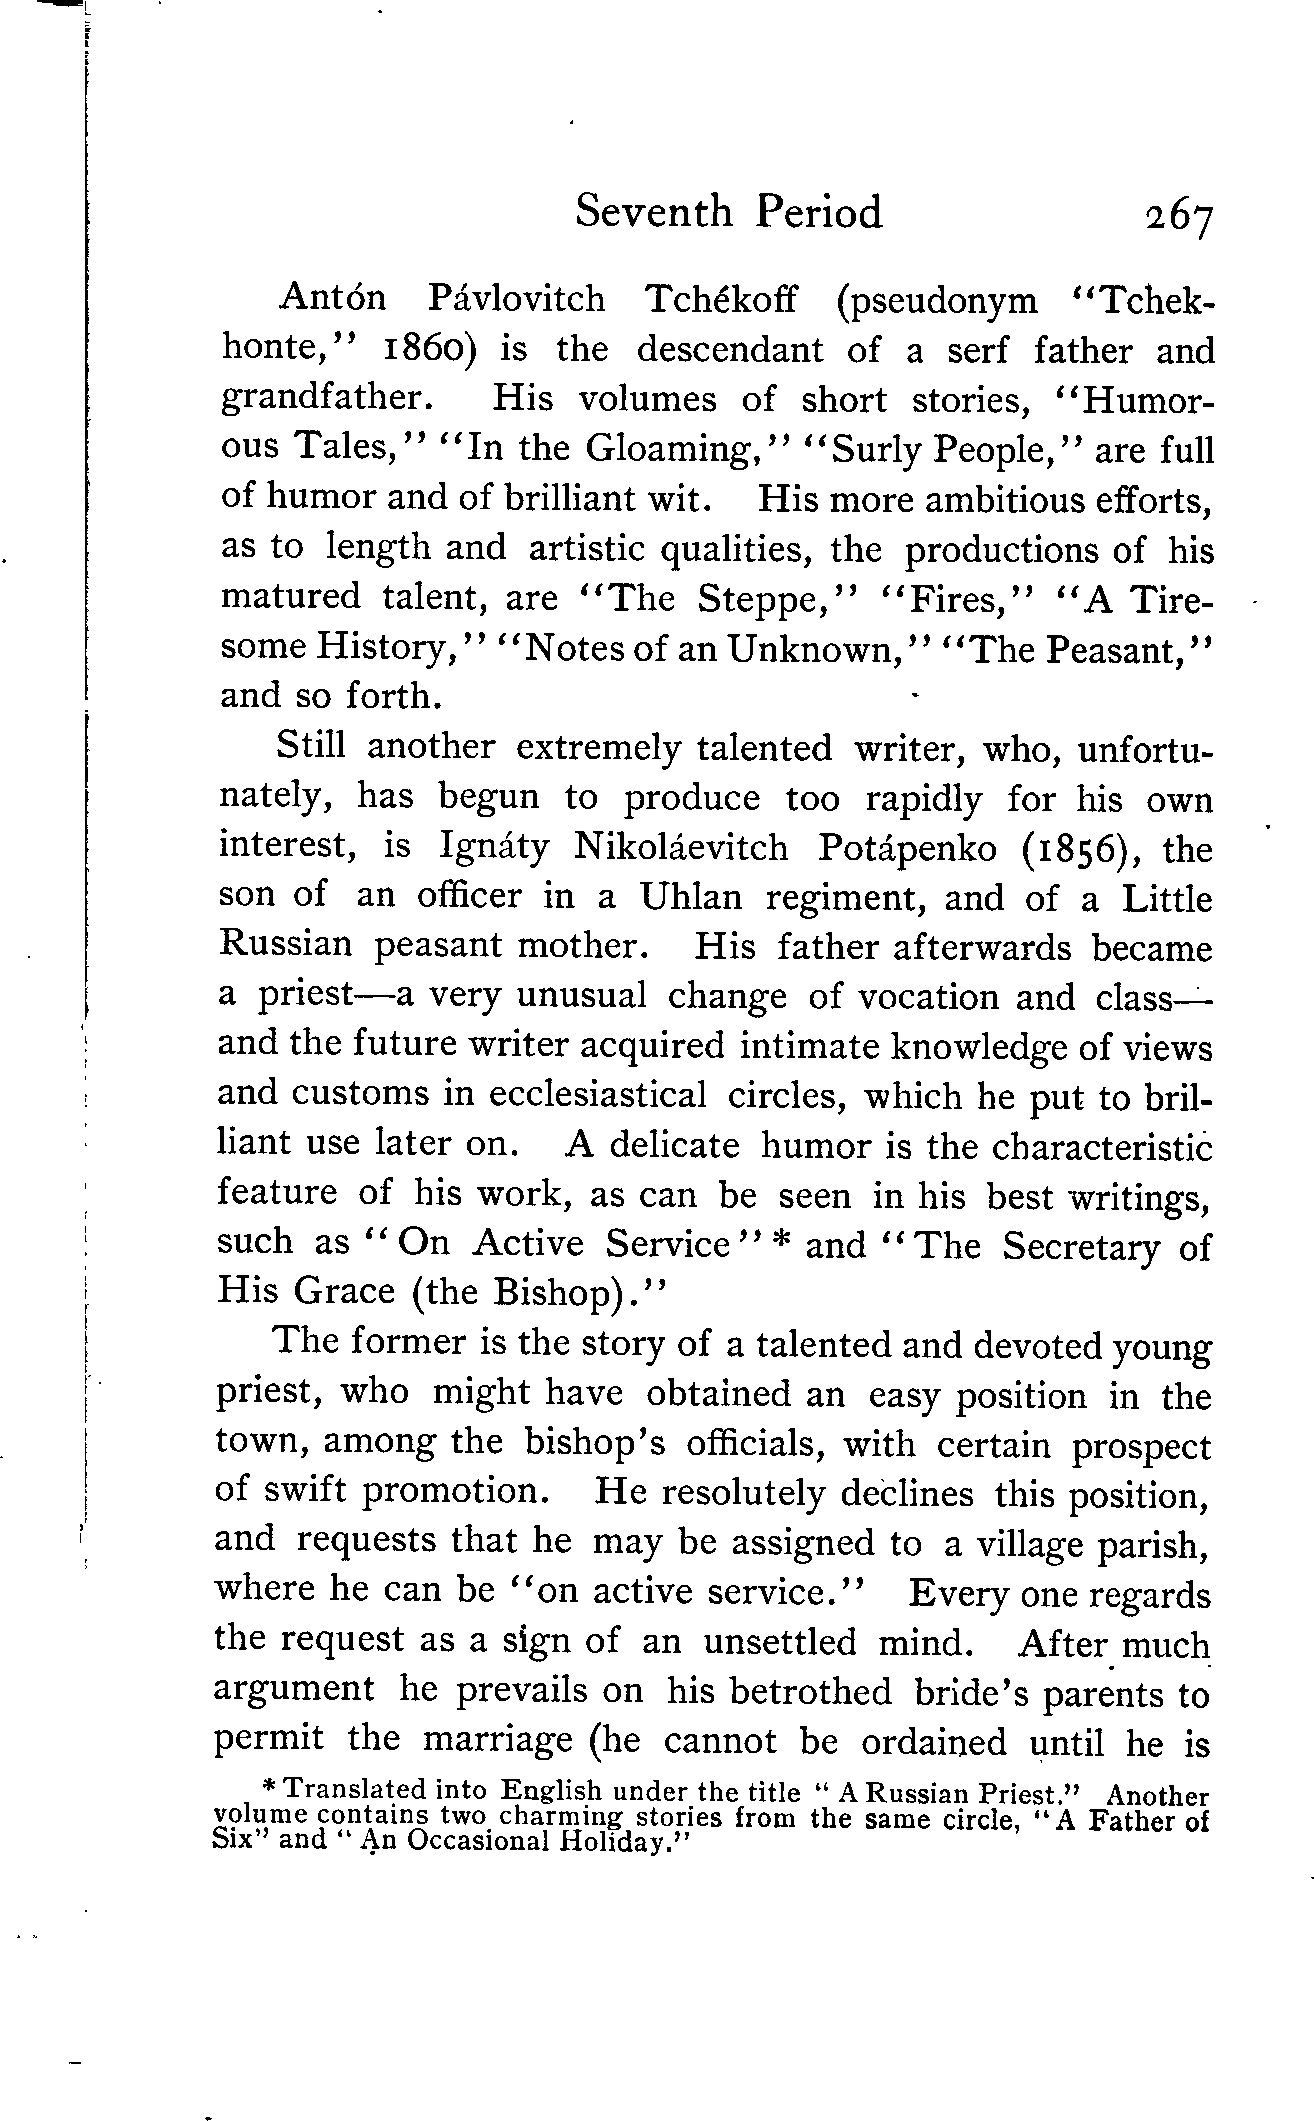 Seventh Period 267
Antón Pávlovitch Tchékoff (pseudonym "Tchek-
honte," 1860) is the descendant of a serf father and
grandfather. His volumes of short stories, "Humor-
ous Tales," "In the Gloaming," "Surly People," are full
of humor and of brilliant wit. His more ambitious efforts,
as to length and artistic qualities, the productions of his
matured talent, are "The Steppe," "Fires," "A Tire-
some History," "Notes of an Unknown," "The Peasant,"
and so forth.
Still another extremely talented writer, who, unfortu-
nately, has begun to produce too rapidly for his own
interest, is Ignáty Nikoláevitch Potápenko (1856), the
son of an officer in a Uhlan regiment, and of a Little
Russian peasant mother. His father afterwards became
a priest—a very unusual change of vocation and class—
and the future writer acquired intimate knowledge of views
and customs in ecclesiastical circles, which he put to bril-
liant use later on. A delicate humor is the characteristic
feature of his work, as can be seen in his best writings,
such as "On Active Service"* and "The Secretary of
His Grace (the Bishop)."
The former is the story of a talented and devoted young
priest, who might have obtained an easy position in the
town, among the bishop's officials, with certain prospect
of swift promotion. He resolutely declines this position,
and requests that he may be assigned to a village parish,
where he can be "on active service." Every one regards
the request as a sign of an unsettled mind. After much
argument he prevails on his betrothed bride's parents to
permit the marriage (he cannot be ordained until he is
* Translated into English under the title "A Russian Priest." Another
volume contains two charming stories from the same circle, "A Father of
Six" and "An Occasional Holiday."